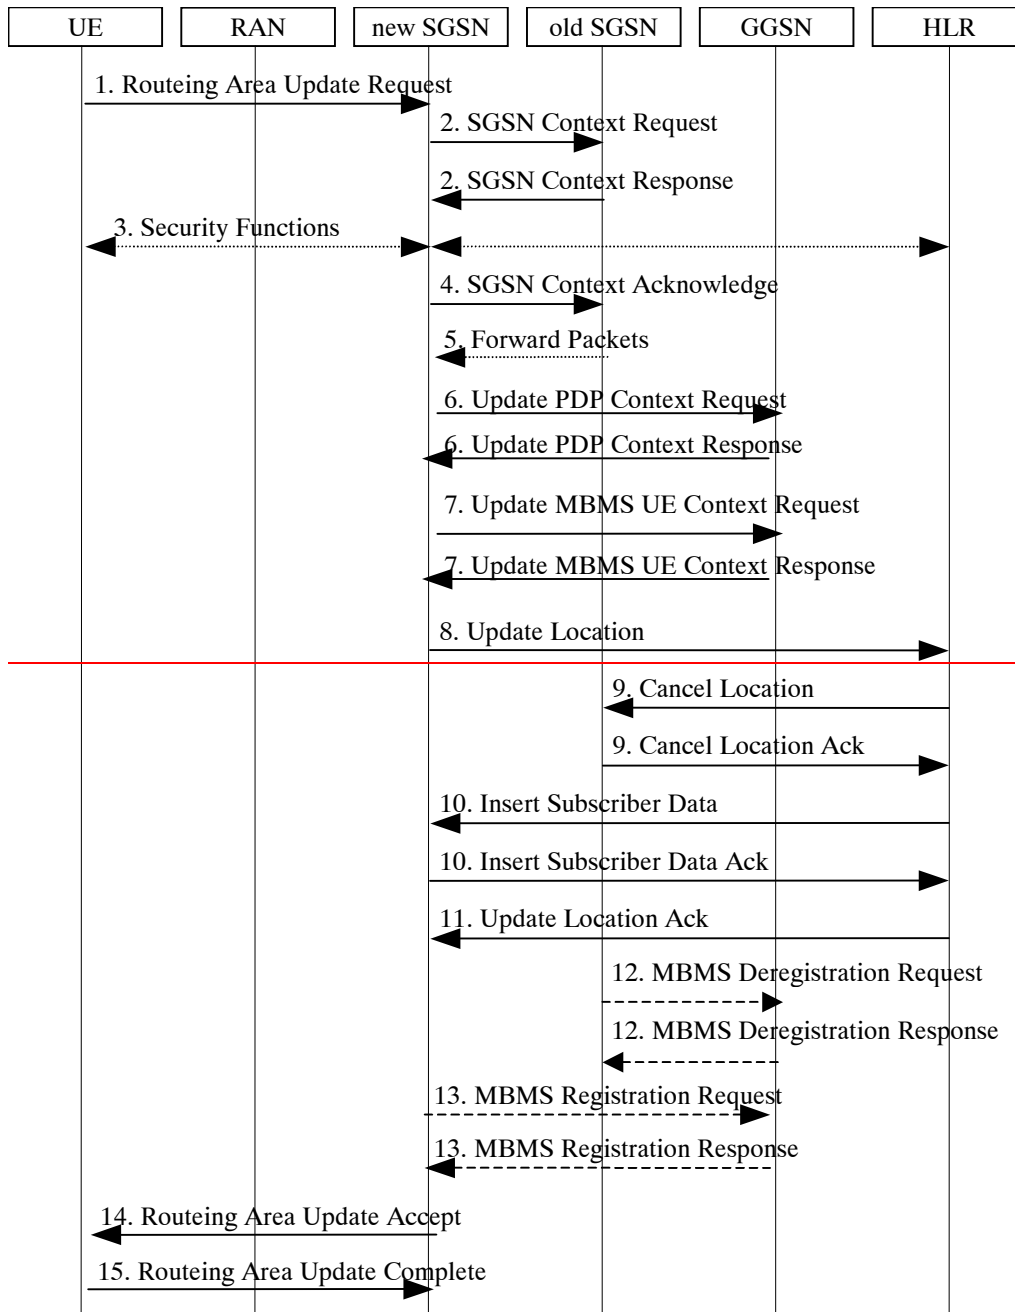 UE RAN new SGSN old SGSN GGSN HLR
1. Routeing Area Update Request
2. SGSN Context Request
2. SGSN Context Response
3. Security Functions
4. SGSN Context Acknowledge
5. Forward Packets
6. Update PDP Context Request
6. Update PDP Context Response
7. Update MBMS UE Context Request
7. Update MBMS UE Context Response
8. Update Location
9. Cancel Location
9. Cancel Location Ack
10. Insert Subscriber Data
10. Insert Subscriber Data Ack
11. Update Location Ack
12. MBMS Deregistration Request
12. MBMS Deregistration Response
13. MBMS Registration Request
13. MBMS Registration Response
14. Routeing Area Update Accept
15. Routeing Area Update Complete